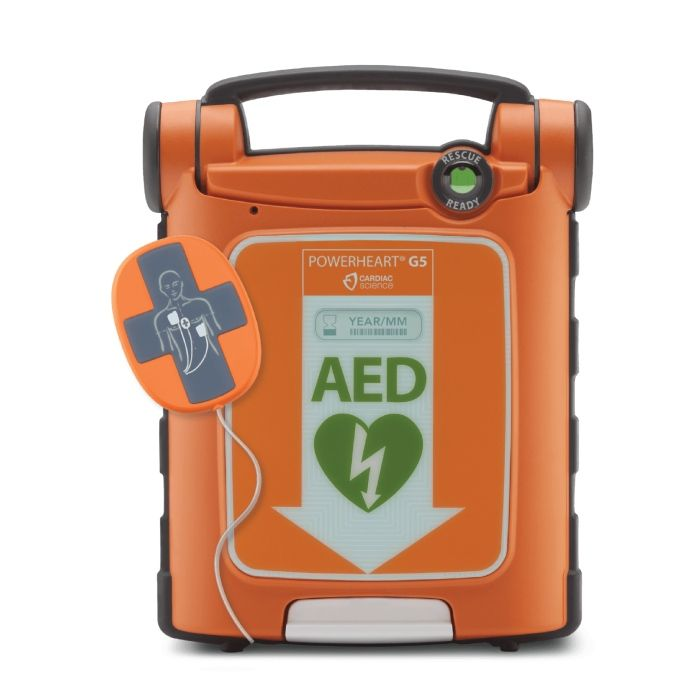 RESCUE
READY
POWERHEART® G5
CARDIAC
science
YEAR/MM
AED